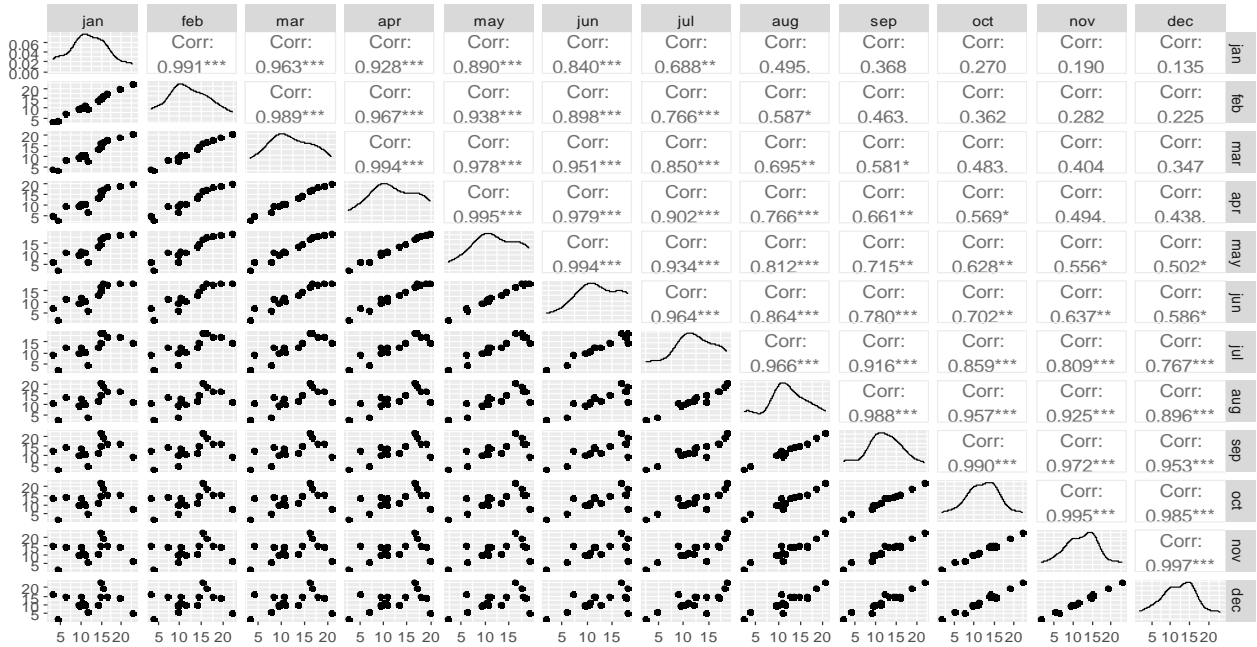 jan feb mar apr may jun jul aug sep oct nov dec
0.06 Corr: Corr: Corr: Corr: Corr: Corr: Corr: Corr: Corr: Corr: Corr: jan
0.04
0.02 0.991*** 0.963*** 0.928*** 0.890*** 0.840*** 0.688** 0.495. 0.368 0.270 0.190 0.135
0.00
20 Corr: Corr: Corr: Corr: Corr: Corr: Corr: Corr: Corr: Corr: feb
15
10 0.989*** 0.967*** 0.938*** 0.898*** 0.766*** 0.587* 0.463. 0.362 0.282 0.225
5
20 Corr: Corr: Corr: Corr: Corr: Corr: Corr: Corr: Corr: mar
15
10 0.994*** 0.978*** 0.951*** 0.850*** 0.695** 0.581* 0.483. 0.404 0.347
5
20 Corr: Corr: Corr: Corr: Corr: Corr: Corr: Corr: apr
15
10 0.995*** 0.979*** 0.902*** 0.766*** 0.661** 0.569* 0.494. 0.438.
5
15 Corr: Corr: Corr: Corr: Corr: Corr: Corr: may
10
5 0.994*** 0.934*** 0.812*** 0.715** 0.628** 0.556* 0.502*
15 Corr: Corr: Corr: Corr: Corr: Corr: jun
10
5 0.964*** 0.864*** 0.780*** 0.702** 0.637** 0.586*
15 Corr: Corr: Corr: Corr: Corr: jul
10
5 0.966*** 0.916*** 0.859*** 0.809*** 0.767***
20 Corr: Corr: Corr: Corr: aug
15
10 0.988*** 0.957*** 0.925*** 0.896***
5
20 Corr: Corr: Corr: sep
15
10 0.990*** 0.972*** 0.953***
5
20 Corr: Corr: oct
15
10 0.995*** 0.985***
5
20 Corr: nov
15
10 0.997***
5
20 dec
15
10
5
5 10 15 20 5 10 15 20 5 10 15 20 5 10 15 20 5 10 15 5 10 15 5 10 15 5 10 15 20 5 10 15 20 5 10 15 20 5 10 15 20 5 10 15 20